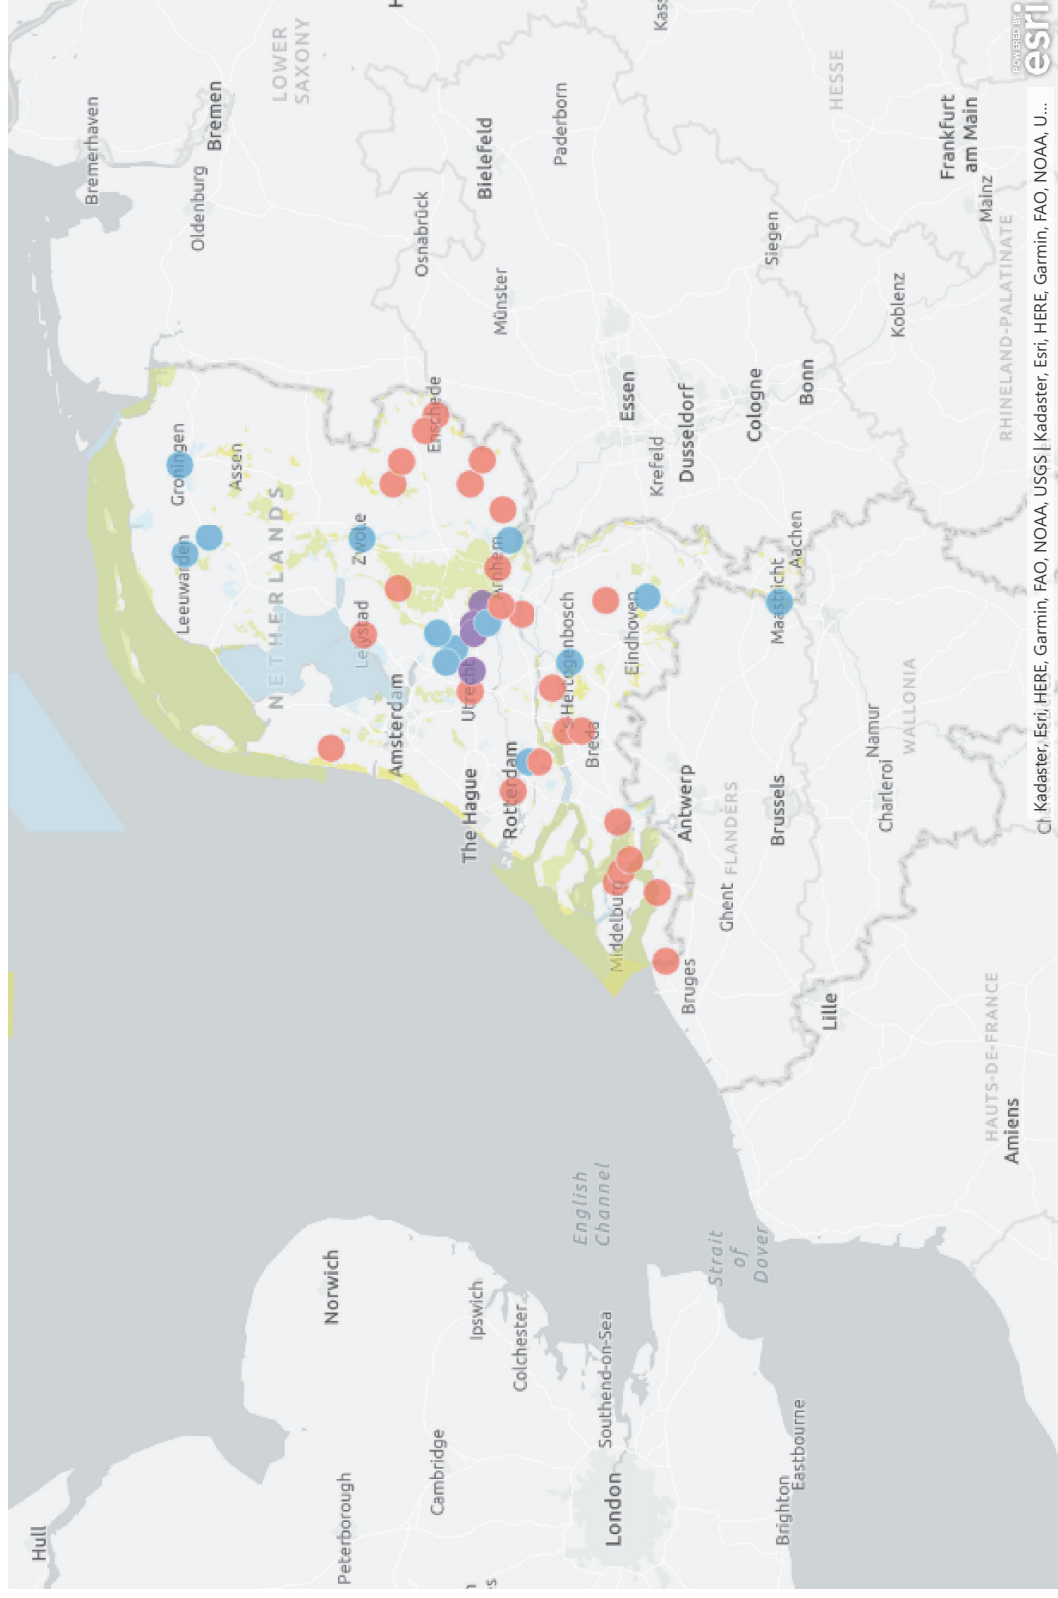 Hull
Peterborough
Norwich
Cambridge
Ipswich
Colchester
Southend-on-Sea
London
Brighton
Eastbourne
English
Channel
Strait
of
Dover
Amiens
HAUTS-DE-FRANCE
Lille
Bruges
Ghent
FLANDERS
Antwerp
Brussels
Charleroi
Namur
WALLONIA
Middelburg
The Hague
Rotterdam
Breda
Amsterdam
Utrecht
's-Hertogenbosch
Eindhoven
Maastricht
Aachen
Lelystad
Arnhem
Zwolle
NETHERLANDS
Leeuwarden
Groningen
Assen
Enschede
Krefeld
Dusseldorf
Essen
Cologne
Bonn
Münster
Osnabrück
Bielefeld
Paderborn
Siegen
Koblenz
RHINELAND-PALATINATE
Mainz
Frankfurt
am Main
HESSE
Oldenburg
Bremerhaven
Bremen
LOWER
SAXONY
Kadaster, Esri, HERE, Garmin, FAO, NOAA, USGS | Kadaster, Esri, HERE, Garmin, FAO, NOAA, U...
POWERED BY
esri